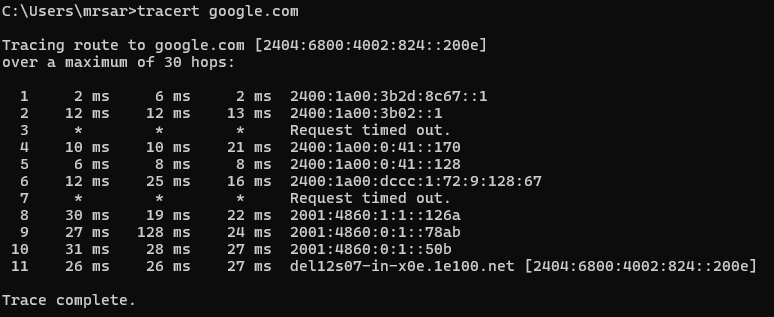 C:\Users\mrsar>tracert google.com
Tracing route to google.com [2404:6800:4002:824::200e]
over a maximum of 30 hops:
1 2 ms 6 ms 2 ms 2400:1a00:3b2d:8c67::1
2 12 ms 12 ms 13 ms 2400:1a00:3b02::1
3 * * * Request timed out.
4 10 ms 10 ms 21 ms 2400:1a00:0:41::170
5 6 ms 8 ms 8 ms 2400:1a00:0:41::128
6 12 ms 25 ms 16 ms 2400:1a00:dccc:1:72:9:128:67
7 * * * Request timed out.
8 30 ms 19 ms 22 ms 2001:4860:1:1::126a
9 27 ms 128 ms 24 ms 2001:4860:0:1::78ab
10 31 ms 28 ms 27 ms 2001:4860:0:1::50b
11 26 ms 26 ms 27 ms del12s07-in-x0e.1e100.net [2404:6800:4002:824::200e]
Trace complete.